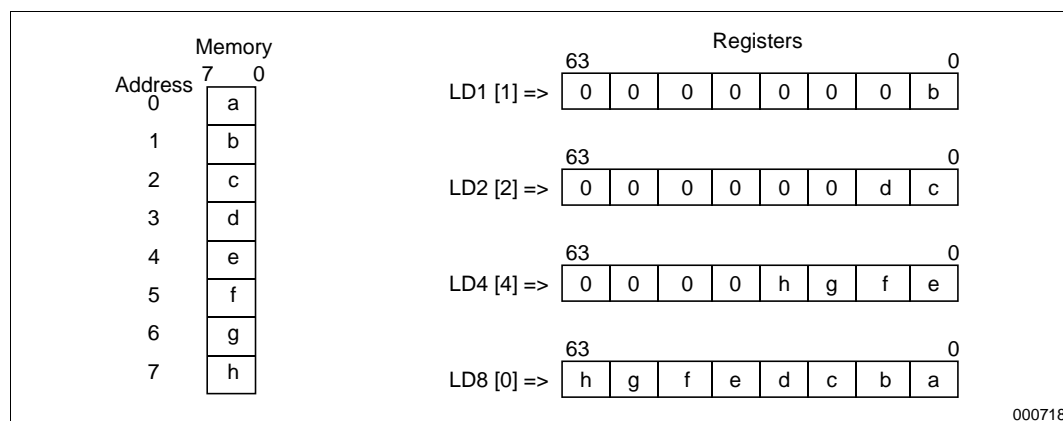 Memory
7 0
Address
0 a
1 b
2 c
3 d
4 e
5 f
6 g
7 h
Registers
63 0
LD1 [1] => 0 0 0 0 0 0 0 b
63 0
LD2 [2] => 0 0 0 0 0 0 d c
63 0
LD4 [4] => 0 0 0 0 h g f e
63 0
LD8 [0] => h g f e d c b a
000718